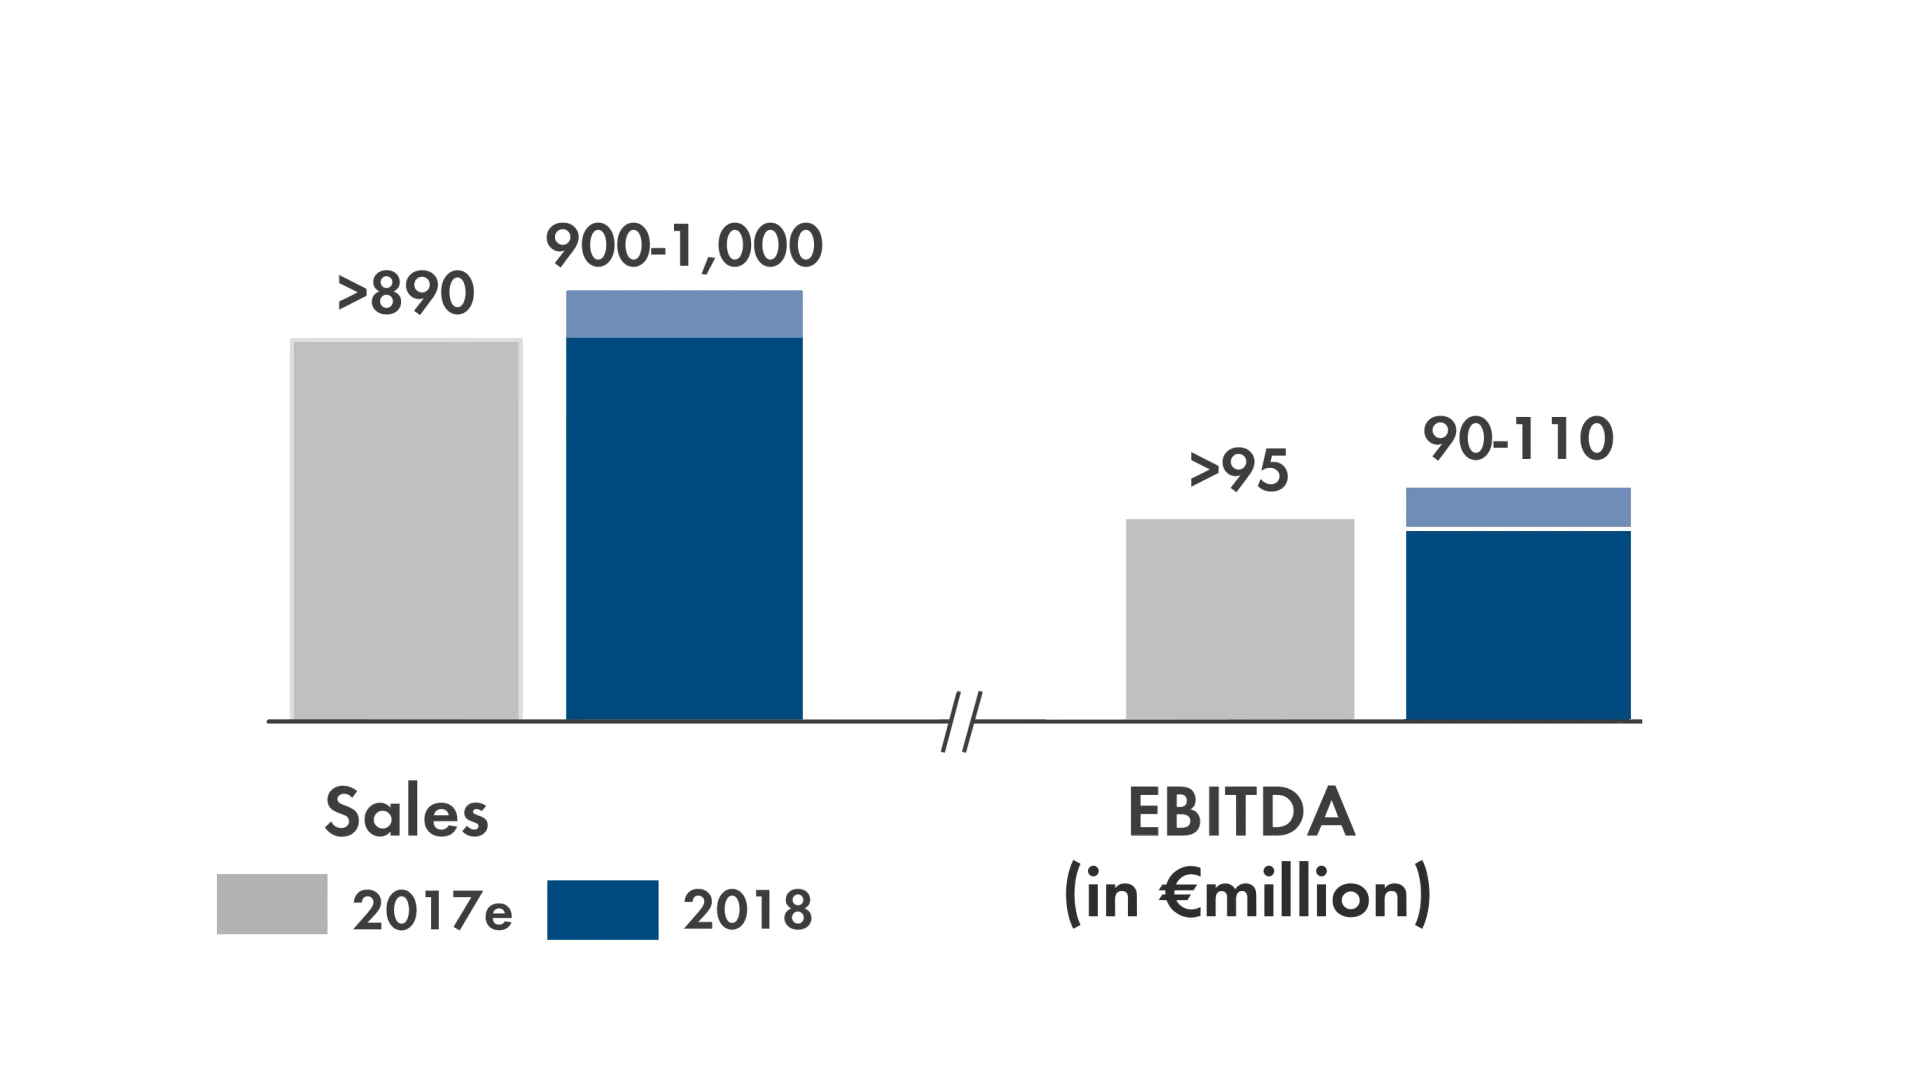 >890
900-1,000
>95
90-110
Sales
EBITDA
(in €million)
2017e
2018